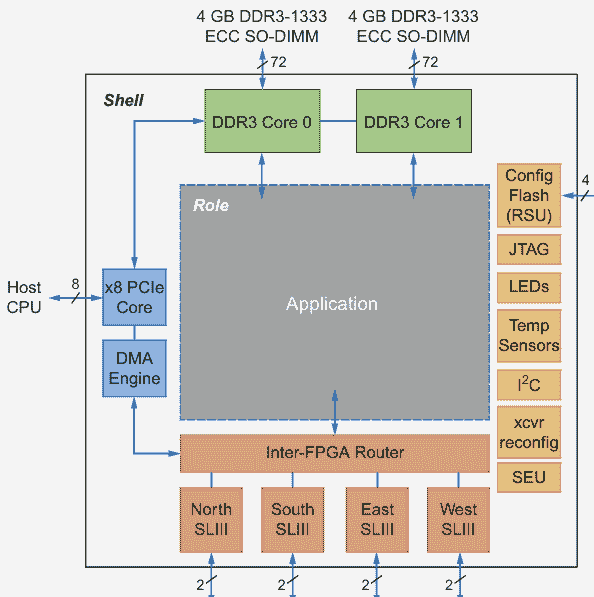 4 GB DDR3-1333
ECC SO-DIMM
4 GB DDR3-1333
ECC SO-DIMM
72
72
Shell
DDR3 Core 0
DDR3 Core 1
Role
Application
Config
Flash
(RSU)
4
JTAG
LEDs
Temp
Sensors
I²C
xcvr
reconfig
SEU
Host
CPU
8
x8 PCIe
Core
DMA
Engine
Inter-FPGA Router
North
SLIII
South
SLIII
East
SLIII
West
SLIII
2
2
2
2